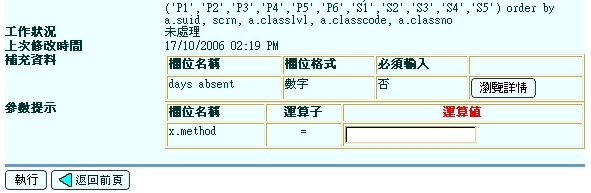 ('P1','P2','P3','P4','P5','P6','S1','S2','S3','S4','S5') order by
a.suid, scrn, a.classlvl, a.classcode, a.classno
工作狀況 未處理
上次修改時間 17/10/2006 02:19 PM
補充資料 欄位名稱 欄位格式 必須輸入
days absent 數字 否 瀏覽詳情
參數提示 欄位名稱 運算子 運算值
x.method =
執行 返回前頁